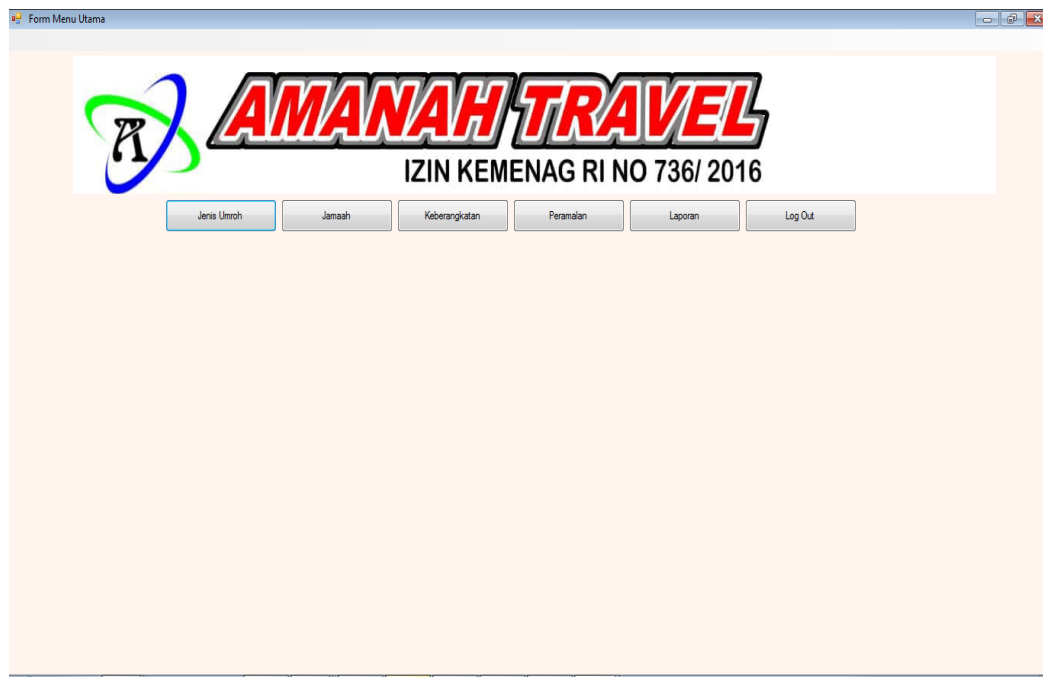 Form Menu Utama
A AMANAH TRAVEL
IZIN KEMENAG RI NO 736/ 2016
Jenis Umroh Jamaah Keberangkatan Peramalan Laporan Log Out